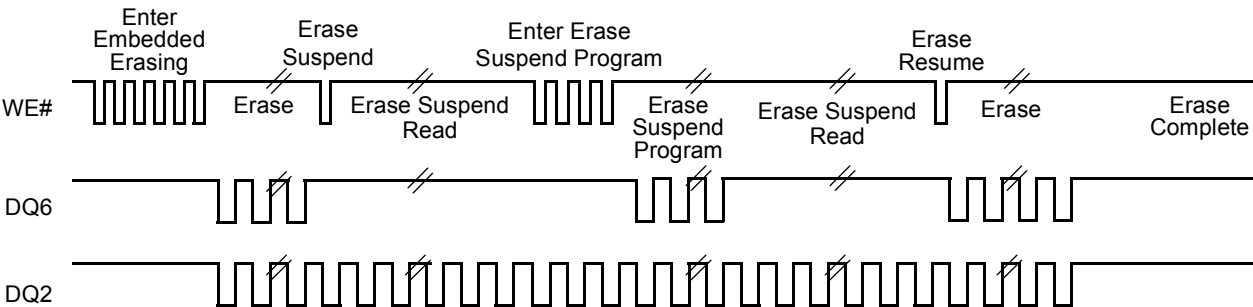 Enter
Embedded
Erasing
Erase
Suspend
Enter Erase
Suspend Program
Erase
Resume
WE#
Erase
Erase Suspend
Read
Erase
Suspend
Program
Erase Suspend
Read
Erase
Erase
Complete
DQ6
DQ2